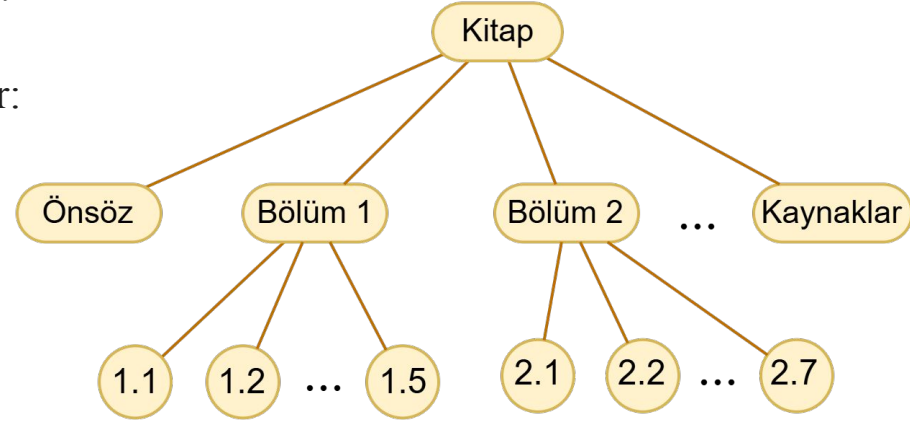 Kitap
r:
Önsöz Bölüm 1 Bölüm 2 ... Kaynaklar
1.1 1.2 ... 1.5 2.1 2.2 ... 2.7